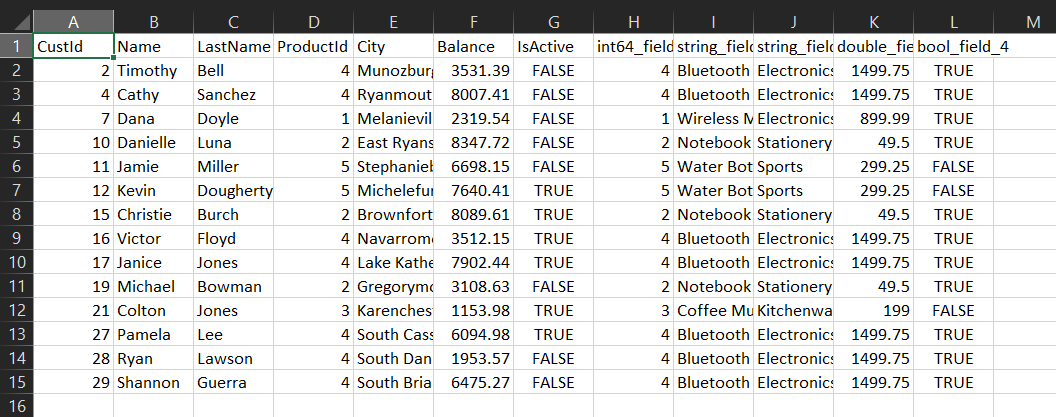 A B C D E F G H I J K L M
1 CustId Name LastName ProductId City Balance IsActive int64_field string_field string_field double_fie bool_field_4
2 2 Timothy Bell 4 Munozburg 3531.39 FALSE 4 Bluetooth Electronics 1499.75 TRUE
3 4 Cathy Sanchez 4 Ryanmout 8007.41 FALSE 4 Bluetooth Electronics 1499.75 TRUE
4 7 Dana Doyle 1 Melanievil 2319.54 FALSE 1 Wireless M Electronics 899.99 TRUE
5 10 Danielle Luna 2 East Ryans 8347.72 FALSE 2 Notebook Stationery 49.5 TRUE
6 11 Jamie Miller 5 Stephanieb 6698.15 FALSE 5 Water Bot Sports 299.25 FALSE
7 12 Kevin Dougherty 5 Michelefur 7640.41 TRUE 5 Water Bot Sports 299.25 FALSE
8 15 Christie Burch 2 Brownfort 8089.61 TRUE 2 Notebook Stationery 49.5 TRUE
9 16 Victor Floyd 4 Navarrom 3512.15 TRUE 4 Bluetooth Electronics 1499.75 TRUE
10 17 Janice Jones 4 Lake Kathe 7902.44 TRUE 4 Bluetooth Electronics 1499.75 TRUE
11 19 Michael Bowman 2 Gregorymo 3108.63 FALSE 2 Notebook Stationery 49.5 TRUE
12 21 Colton Jones 3 Karenches 1153.98 TRUE 3 Coffee Mu Kitchenwa 199 FALSE
13 27 Pamela Lee 4 South Cass 6094.98 TRUE 4 Bluetooth Electronics 1499.75 TRUE
14 28 Ryan Lawson 4 South Dan 1953.57 FALSE 4 Bluetooth Electronics 1499.75 TRUE
15 29 Shannon Guerra 4 South Bria 6475.27 FALSE 4 Bluetooth Electronics 1499.75 TRUE
16